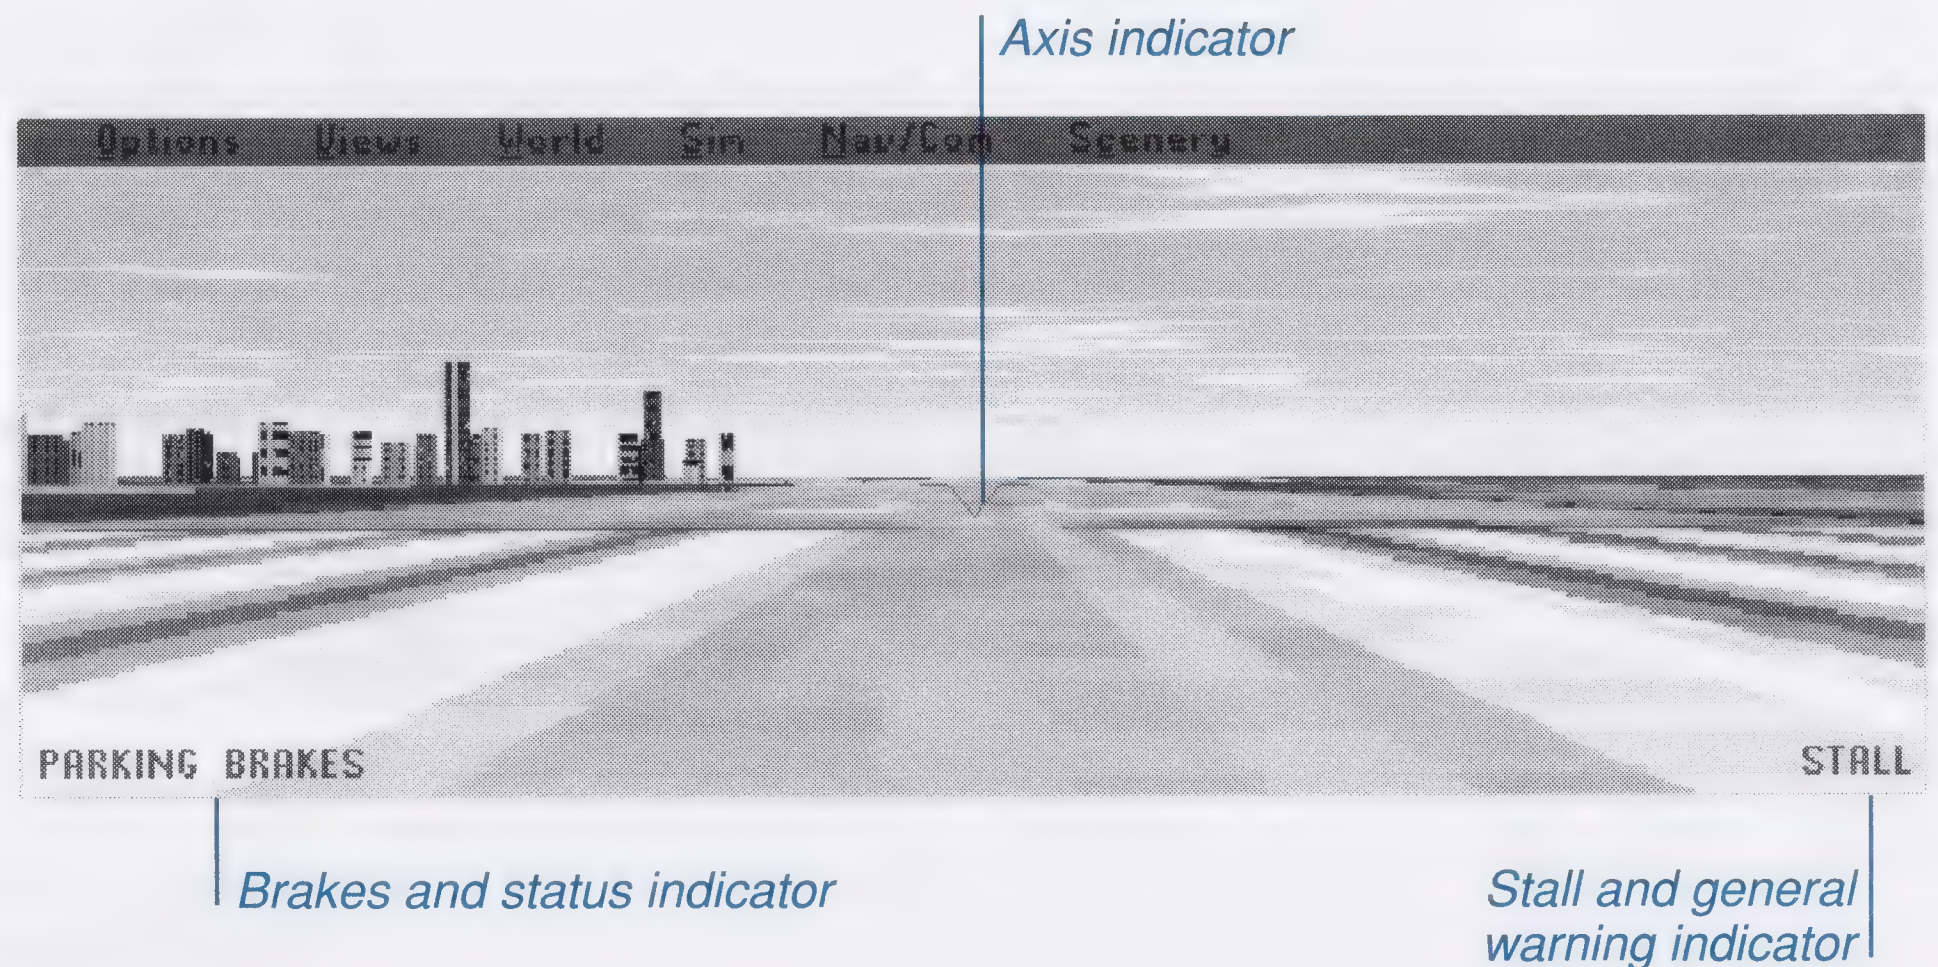 Axis indicator
Options Views World Sim Nav/Com Scenery
PARKING BRAKES STALL
Brakes and status indicator
Stall and general
warning indicator